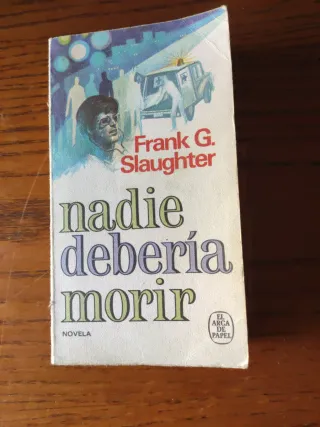 Frank G.
Slaughter
nadie
debería
morir
NOVELA
EL
ARCA
DE
PAPEL